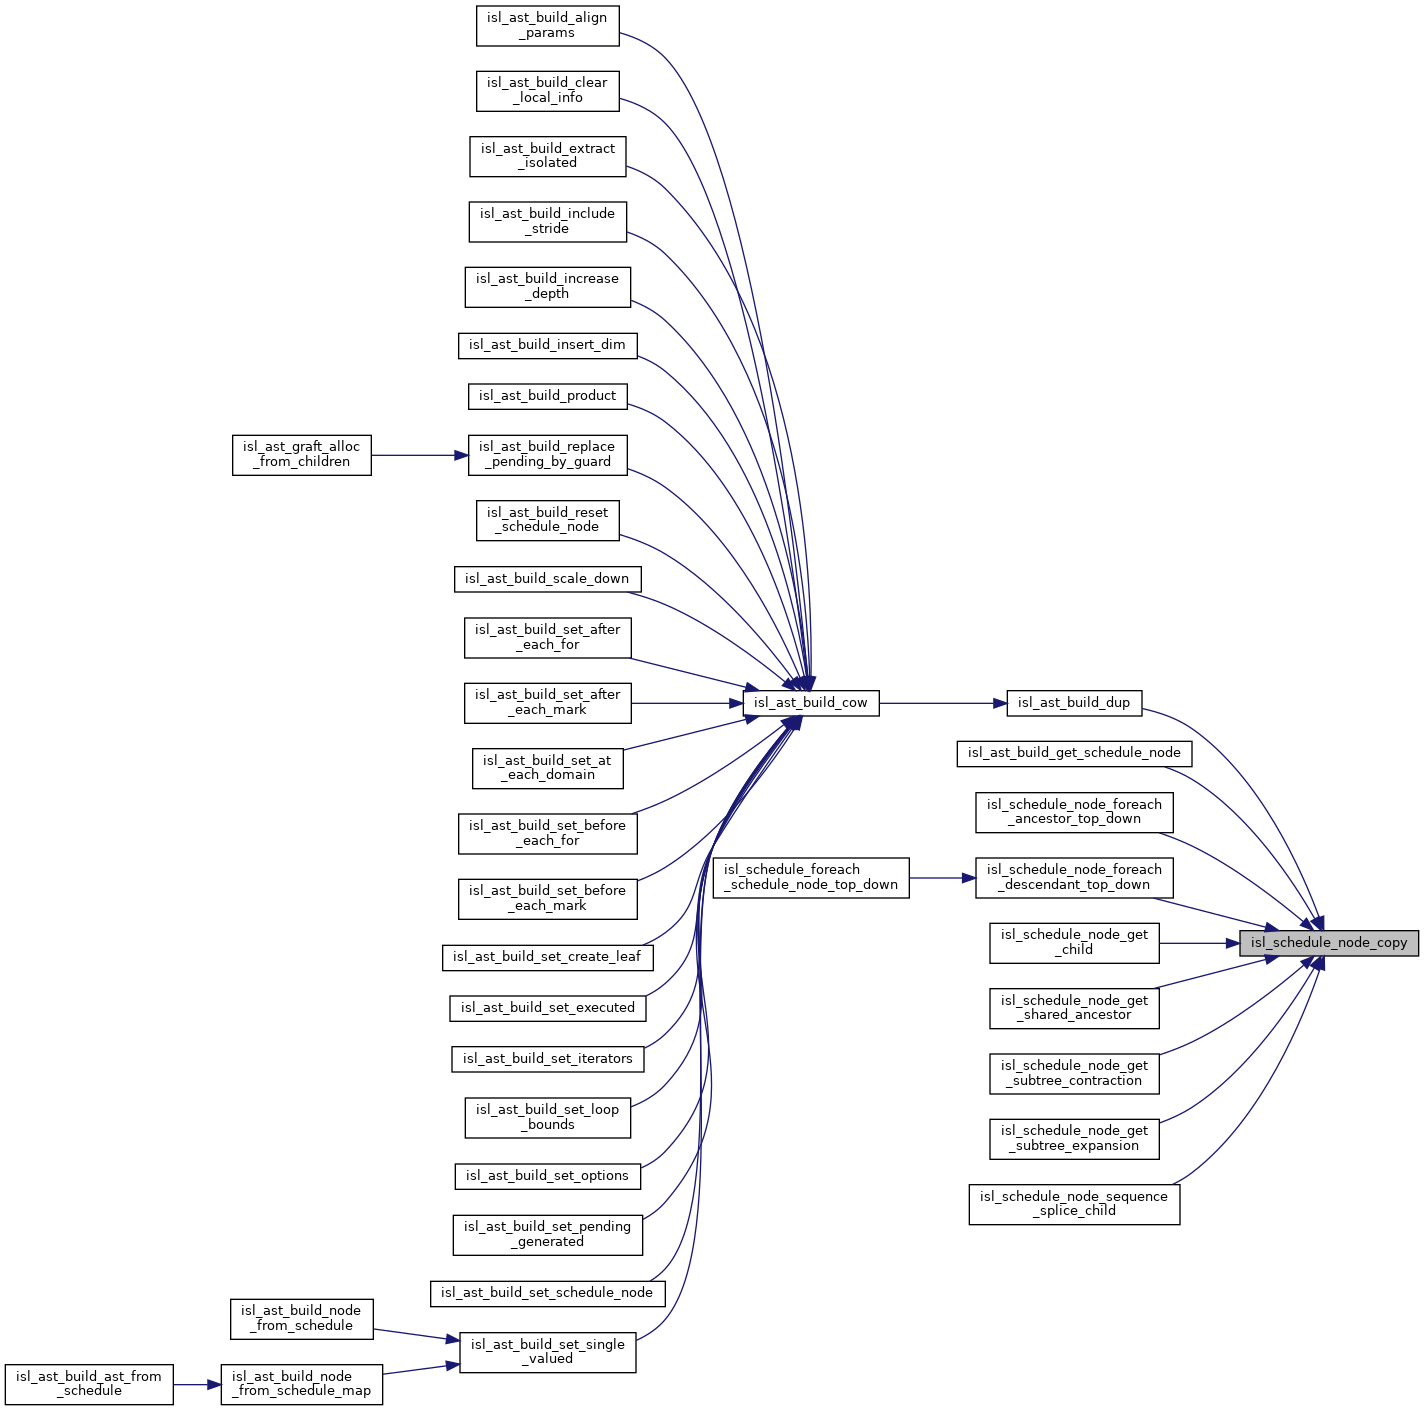 isl_ast_build_align
_params
isl_ast_build_clear
_local_info
isl_ast_build_extract
_isolated
isl_ast_build_include
_stride
isl_ast_build_increase
_depth
isl_ast_build_insert_dim
isl_ast_build_product
isl_ast_graft_alloc
_from_children
isl_ast_build_replace
_pending_by_guard
isl_ast_build_reset
_schedule_node
isl_ast_build_scale_down
isl_ast_build_set_after
_each_for
isl_ast_build_set_after
_each_mark
isl_ast_build_set_at
_each_domain
isl_ast_build_set_before
_each_for
isl_ast_build_set_before
_each_mark
isl_ast_build_set_create_leaf
isl_ast_build_set_executed
isl_ast_build_set_iterators
isl_ast_build_set_loop
_bounds
isl_ast_build_set_options
isl_ast_build_set_pending
_generated
isl_ast_build_set_schedule_node
isl_ast_build_node
_from_schedule
isl_ast_build_set_single
_valued
isl_ast_build_ast_from
_schedule
isl_ast_build_node
_from_schedule_map
isl_ast_build_cow
isl_schedule_foreach
_schedule_node_top_down
isl_ast_build_dup
isl_ast_build_get_schedule_node
isl_schedule_node_foreach
_ancestor_top_down
isl_schedule_node_foreach
_descendant_top_down
isl_schedule_node_get
_child
isl_schedule_node_get
_shared_ancestor
isl_schedule_node_get
_subtree_contraction
isl_schedule_node_get
_subtree_expansion
isl_schedule_node_sequence
_splice_child
isl_schedule_node_copy